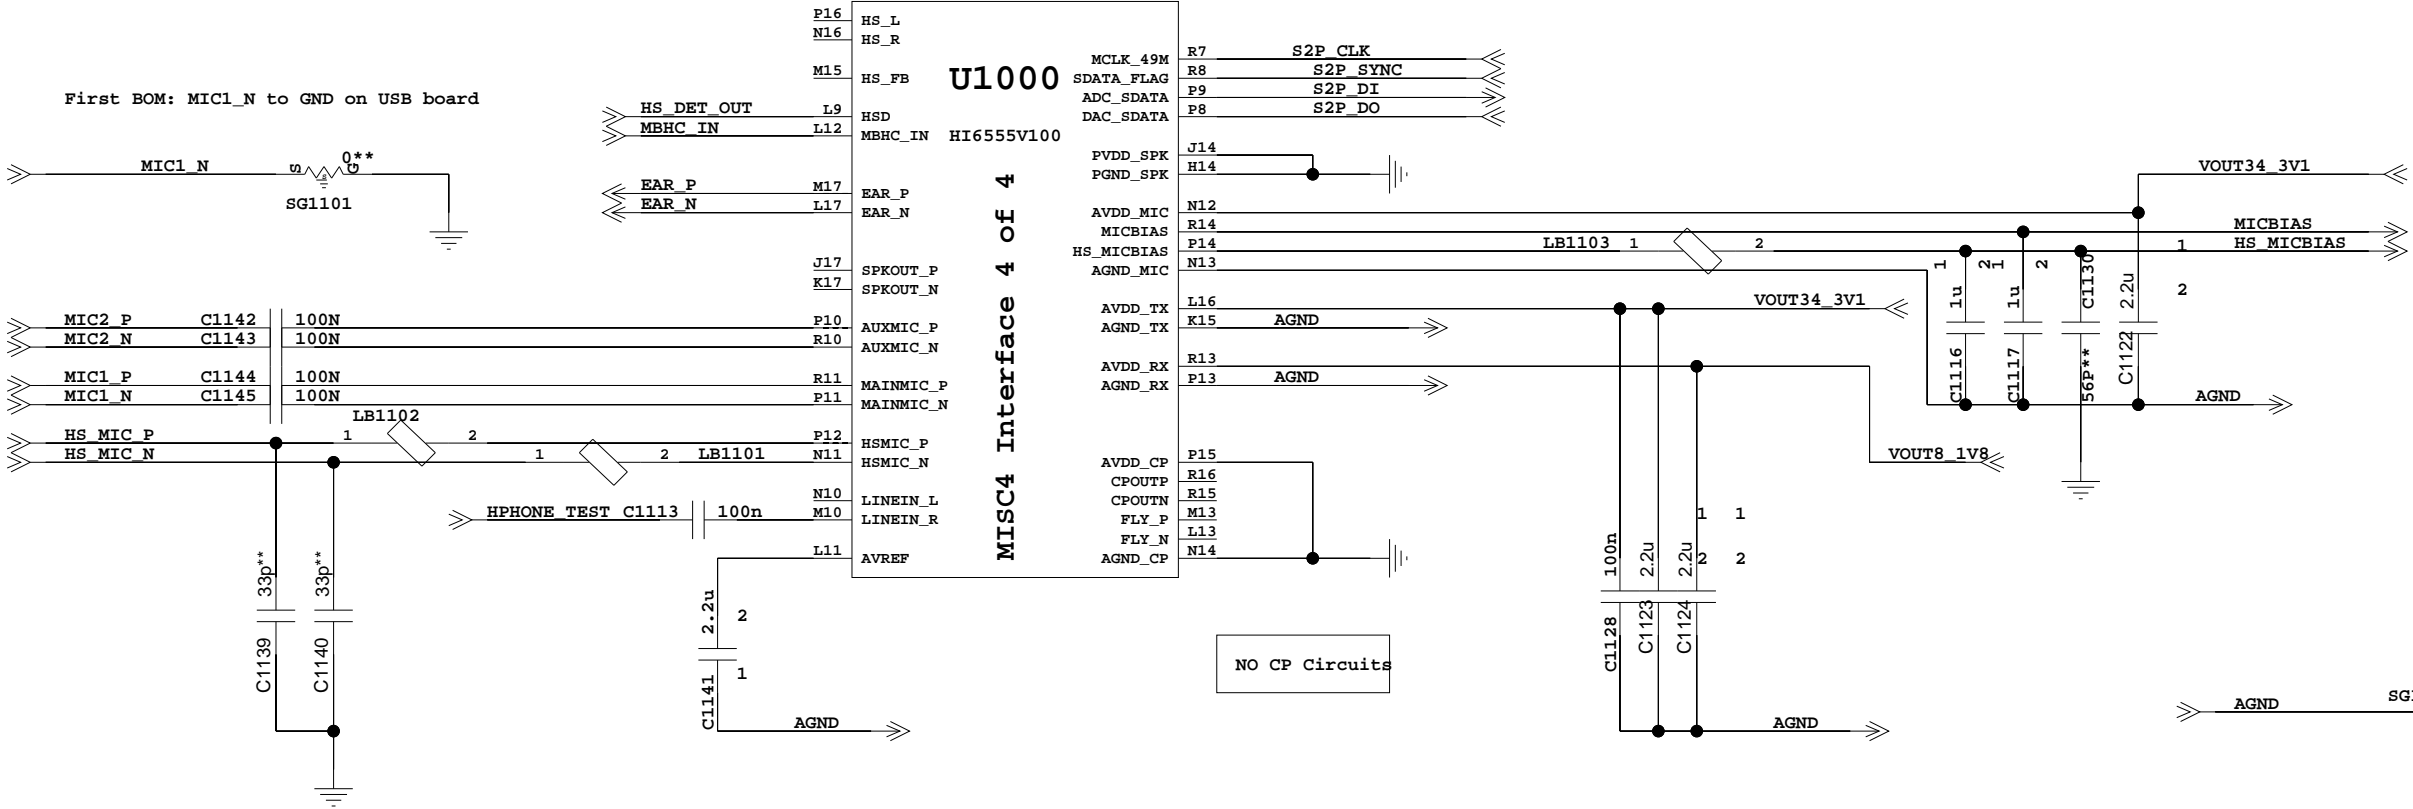 First BOM: MIC1_N to GND on USB board
MIC1_N
S
0**
G
s
SG1101
HS_DET_OUT
MBHC_IN
EAR_P
EAR_N
MIC2_P C1142 100N
MIC2_N C1143 100N
MIC1_P C1144 100N
MIC1_N C1145 100N
LB1102
HS_MIC_P 1 2
HS_MIC_N 1 2 LB1101
HPHONE_TEST C1113 100n
33p**
33p**
C1139
C1140
2.2u
2
1
C1141
AGND
U1000
HI6555V100
MISC4 Interface 4 of 4
P16 HS_L
N16 HS_R
M15 HS_FB
L9 HSD
L12 MBHC_IN
M17 EAR_P
L17 EAR_N
J17 SPKOUT_P
K17 SPKOUT_N
P10 AUXMIC_P
R10 AUXMIC_N
R11 MAINMIC_P
P11 MAINMIC_N
P12 HSMIC_P
N11 HSMIC_N
N10 LINEIN_L
M10 LINEIN_R
L11 AVREF
MCLK_49M R7 S2P_CLK
SDATA_FLAG R8 S2P_SYNC
ADC_SDATA P9 S2P_DI
DAC_SDATA P8 S2P_DO
PVDD_SPK J14
PGND_SPK H14
AVDD_MIC N12
MICBIAS R14
HS_MICBIAS P14
AGND_MIC N13
AVDD_TX L16
AGND_TX K15 AGND
AVDD_RX R13
AGND_RX P13 AGND
AVDD_CP P15
CPOUTP R16
CPOUTN R15
FLY_P M13
FLY_N L13
AGND_CP N14
NO CP Circuits
LB1103 1 2
VOUT34_3V1
VOUT34_3V1
MICBIAS
HS_MICBIAS
1 2 1 2
1
2
1u
1u
C1130
2.2u
C1116
C1117
56P**
C1122
AGND
VOUT8_1V8
1 1
2 2
100n
2.2u
2.2u
C1128
C1123
C1124
AGND
AGND